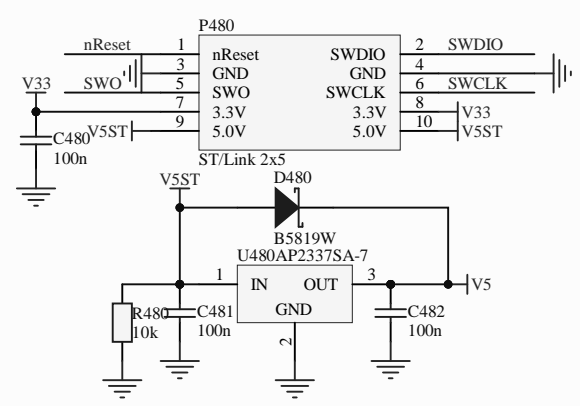 P480
nReset 1 nReset SWDIO 2 SWDIO
3 GND GND 4
SWO 5 SWO SWCLK 6 SWCLK
V33 7 3.3V 3.3V 8 V33
V5ST 9 5.0V 5.0V 10 V5ST
C480
100n
ST/Link 2x5
V5ST
D480
B5819W
U480AP2337SA-7
1 IN OUT 3 V5
GND
2
R480
10k
C481
100n
C482
100n